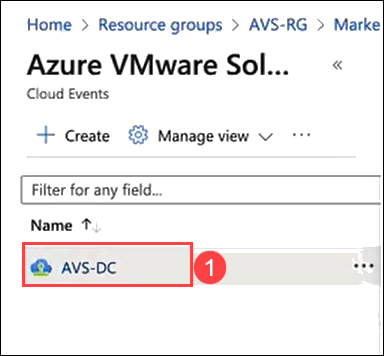 Home > Resource groups > AVS-RG > Marke
Azure VMware Sol... «
Cloud Events
+ Create Manage view ∨ ...
Filter for any field...
Name ↑↓
AVS-DC 1 ...